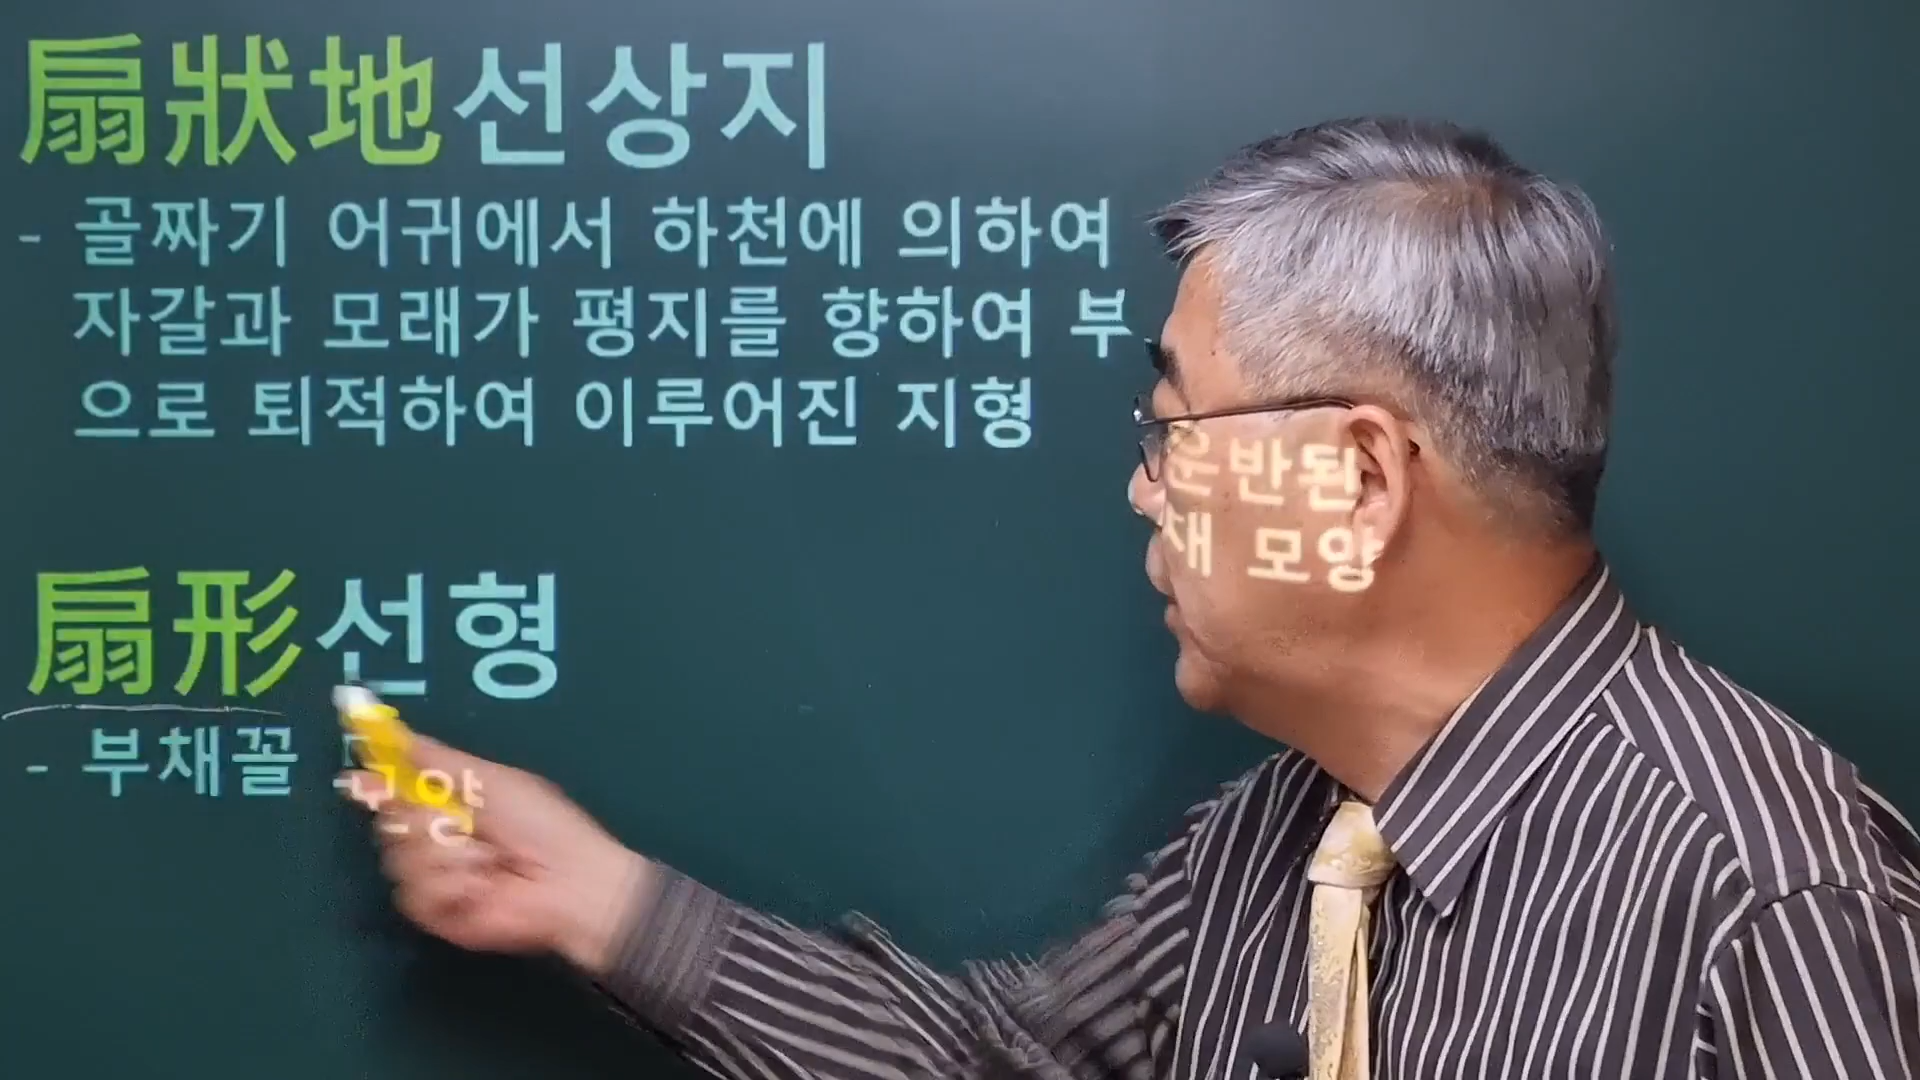 扇狀地선상지
- 골짜기 어귀에서 하천에 의하여 운반된
자갈과 모래가 평지를 향하여 부채 모양
으로 퇴적하여 이루어진 지형
扇形선형
- 부채꼴 모양